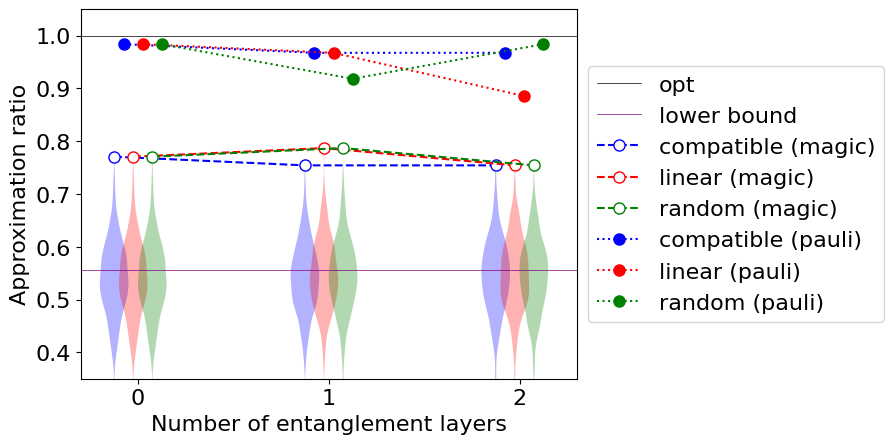 Approximation ratio
1.0
0.9
0.8
0.7
0.6
0.5
0.4
0
1
2
Number of entanglement layers
opt
lower bound
compatible (magic)
linear (magic)
random (magic)
compatible (pauli)
linear (pauli)
random (pauli)